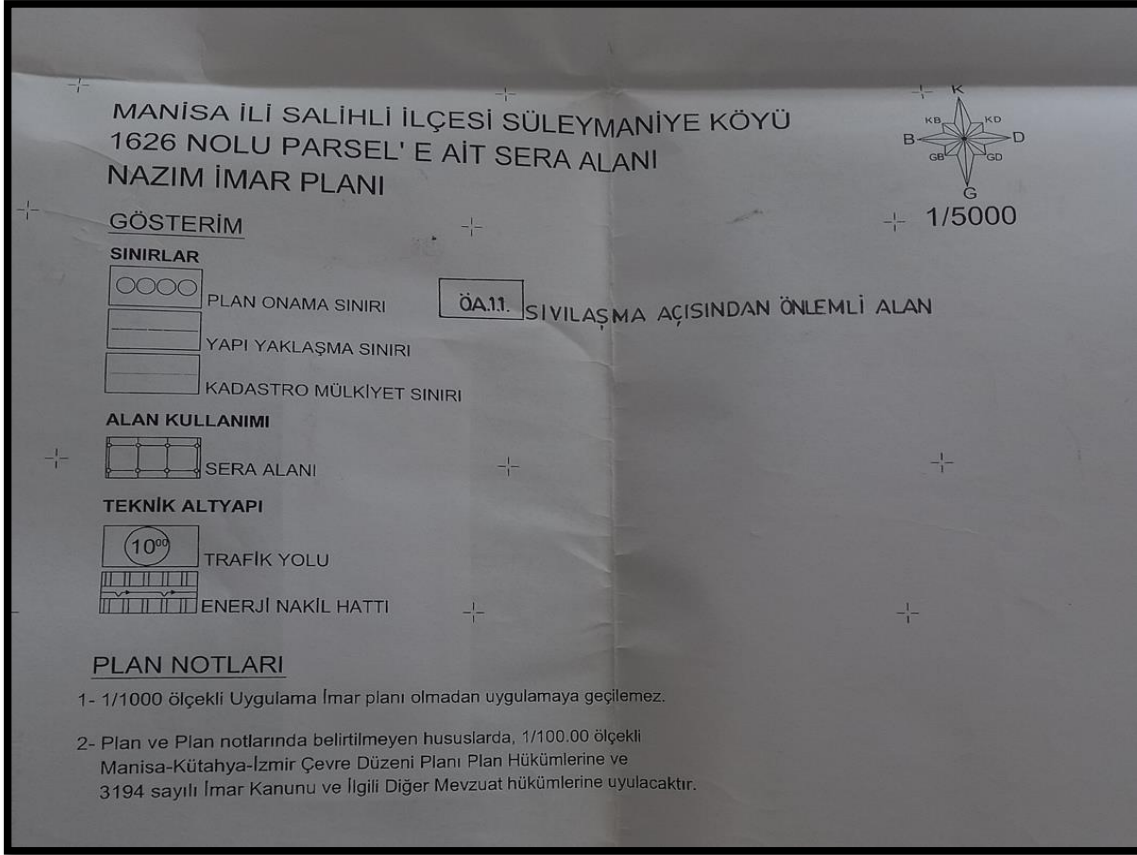 MANİSA İLİ SALİHLİ İLÇESİ SÜLEYMANİYE KÖYÜ
1626 NOLU PARSEL' E AİT SERA ALANI
NAZIM İMAR PLANI
K
KB KD
B D
GB GD
G
1/5000
GÖSTERİM
SINIRLAR
PLAN ONAMA SINIRI
ÖA.1.1. SIVILAŞMA AÇISINDAN ÖNLEMLİ ALAN
YAPI YAKLAŞMA SINIRI
KADASTRO MÜLKİYET SINIRI
ALAN KULLANIMI
SERA ALANI
TEKNİK ALTYAPI
10⁰⁰ TRAFİK YOLU
ENERJİ NAKİL HATTI
PLAN NOTLARI
1- 1/1000 ölçekli Uygulama İmar planı olmadan uygulamaya geçilemez.
2- Plan ve Plan notlarında belirtilmeyen hususlarda, 1/100.00 ölçekli
Manisa-Kütahya-İzmir Çevre Düzeni Planı Plan Hükümlerine ve
3194 sayılı İmar Kanunu ve İlgili Diğer Mevzuat hükümlerine uyulacaktır.